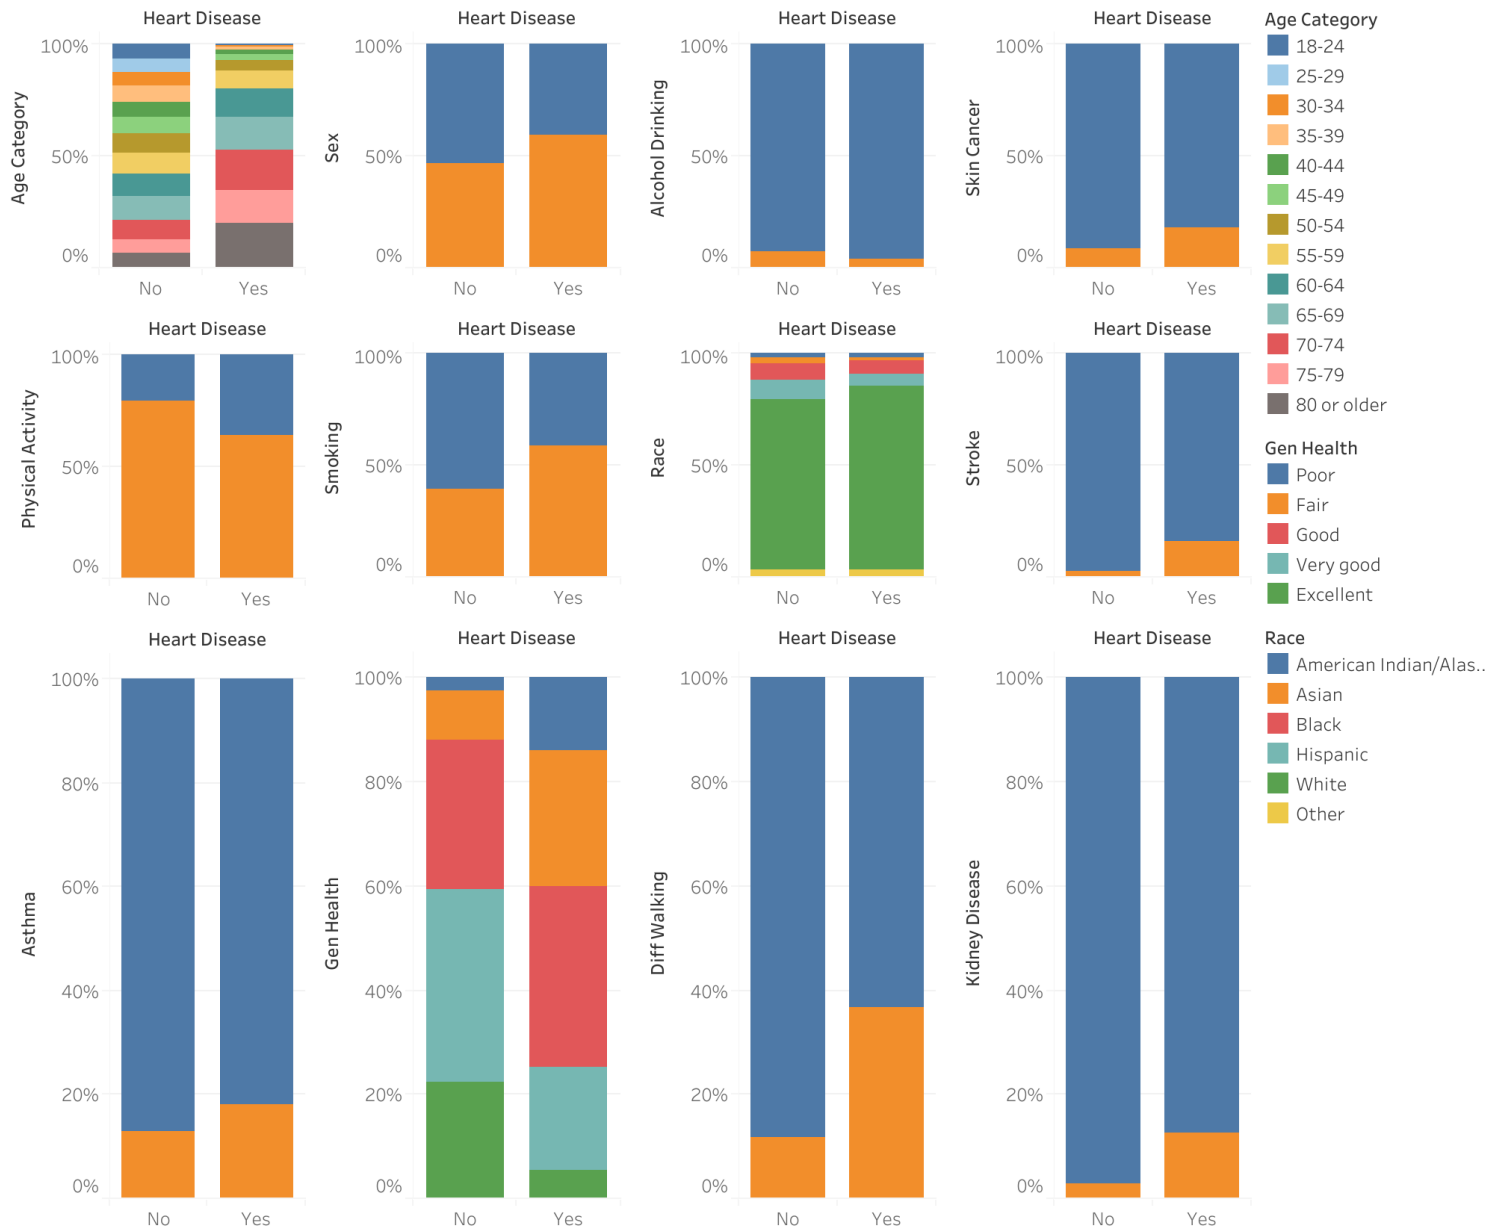 Heart Disease
Age Category
100%
50%
0%
No
Yes
Heart Disease
Sex
100%
50%
0%
No
Yes
Heart Disease
Alcohol Drinking
100%
50%
0%
No
Yes
Heart Disease
Skin Cancer
100%
50%
0%
No
Yes
Heart Disease
Physical Activity
100%
50%
0%
No
Yes
Heart Disease
Smoking
100%
50%
0%
No
Yes
Heart Disease
Race
100%
50%
0%
No
Yes
Heart Disease
Stroke
100%
50%
0%
No
Yes
Heart Disease
Asthma
100%
80%
60%
40%
20%
0%
No
Yes
Heart Disease
Gen Health
100%
80%
60%
40%
20%
0%
No
Yes
Heart Disease
Diff Walking
100%
80%
60%
40%
20%
0%
No
Yes
Heart Disease
Kidney Disease
100%
80%
60%
40%
20%
0%
No
Yes
Age Category
18-24
25-29
30-34
35-39
40-44
45-49
50-54
55-59
60-64
65-69
70-74
75-79
80 or older
Gen Health
Poor
Fair
Good
Very good
Excellent
Race
American Indian/Alas..
Asian
Black
Hispanic
White
Other